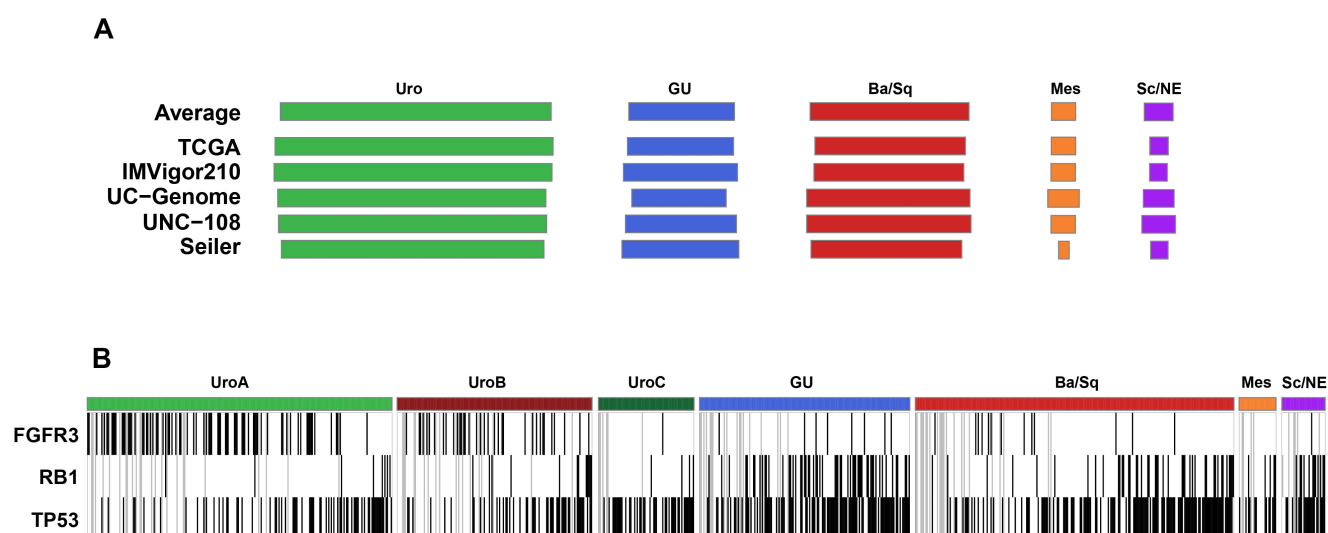 A
Uro GU Ba/Sq Mes Sc/NE
Average
TCGA
IMVigor210
UC−Genome
UNC−108
Seiler
B
UroA UroB UroC GU Ba/Sq Mes Sc/NE
FGFR3
RB1
TP53